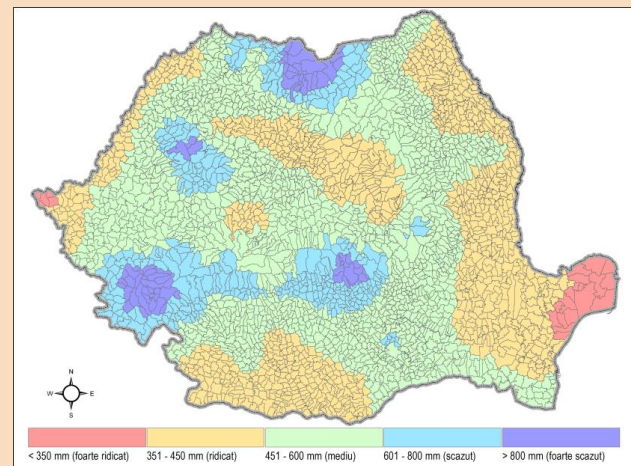 N
W E
S
< 350 mm (foarte ridicat) 351 - 450 mm (ridicat) 451 - 600 mm (mediu) 601 - 800 mm (scazut) > 800 mm (foarte scazut)